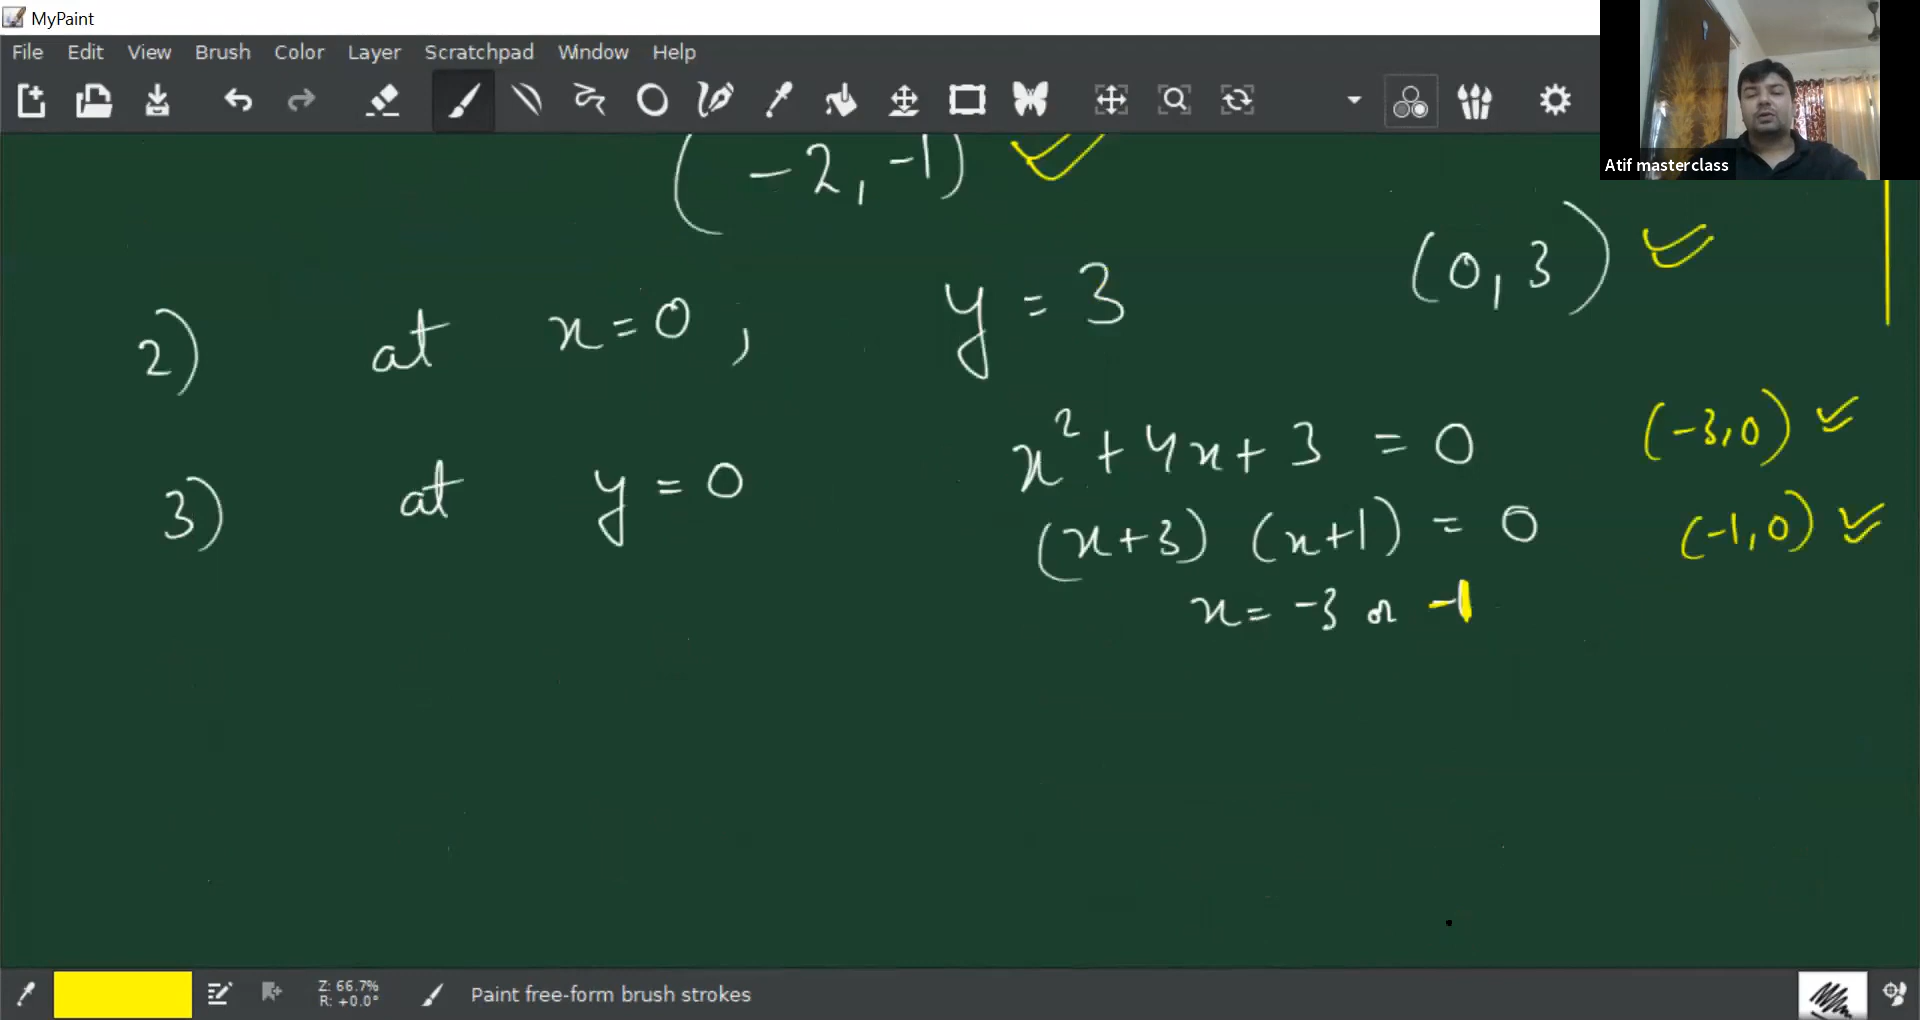 MyPaint
File Edit View Brush Color Layer Scratchpad Window Help
Atif masterclass
(-2, -1)
(0, 3)
2) at x=0, y = 3
x² + 4x + 3 = 0 (-3,0)
3) at y = 0
(x+3) (x+1) = 0 (-1,0)
x = -3 or -1
Z: 66.7%
R: +0.0°
Paint free-form brush strokes